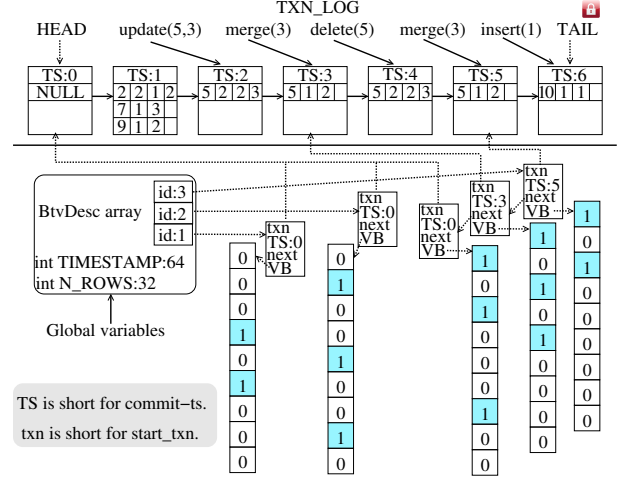 TXN_LOG
HEAD update(5,3) merge(3) delete(5) merge(3) insert(1) TAIL
TS:0 TS:1 TS:2 TS:3 TS:4 TS:5 TS:6
NULL 2 2 1 2 5 2 2 3 5 1 2 5 2 2 3 5 1 2 10 1 1
7 1 3
9 1 2
BtvDesc array
id:3
id:2
id:1
int TIMESTAMP:64
int N_ROWS:32
Global variables
TS is short for commit-ts.
txn is short for start_txn.
txn
TS:0
next
VB
0
0
0
1
0
1
0
0
0
txn
TS:0
next
VB
0
1
0
0
1
0
0
1
0
txn
TS:0
next
VB
1
0
1
0
0
0
1
0
0
txn
TS:3
next
VB
1
0
1
0
1
0
0
0
0
txn
TS:5
next
VB
1
0
1
0
0
0
0
0
0